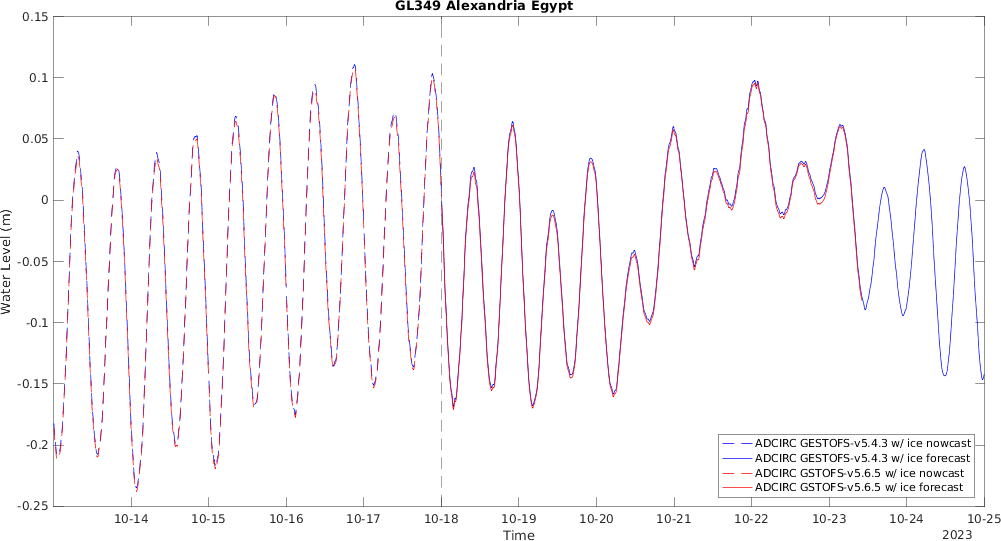 GL349 Alexandria Egypt
0.15
0.1
0.05
0
-0.05
-0.1
-0.15
-0.2
-0.25
Water Level (m)
10-14 10-15 10-16 10-17 10-18 10-19 10-20 10-21 10-22 10-23 10-24 10-25
Time
2023
ADCIRC GESTOFS-v5.4.3 w/ ice nowcast
ADCIRC GESTOFS-v5.4.3 w/ ice forecast
ADCIRC GSTOFS-v5.6.5 w/ ice nowcast
ADCIRC GSTOFS-v5.6.5 w/ ice forecast